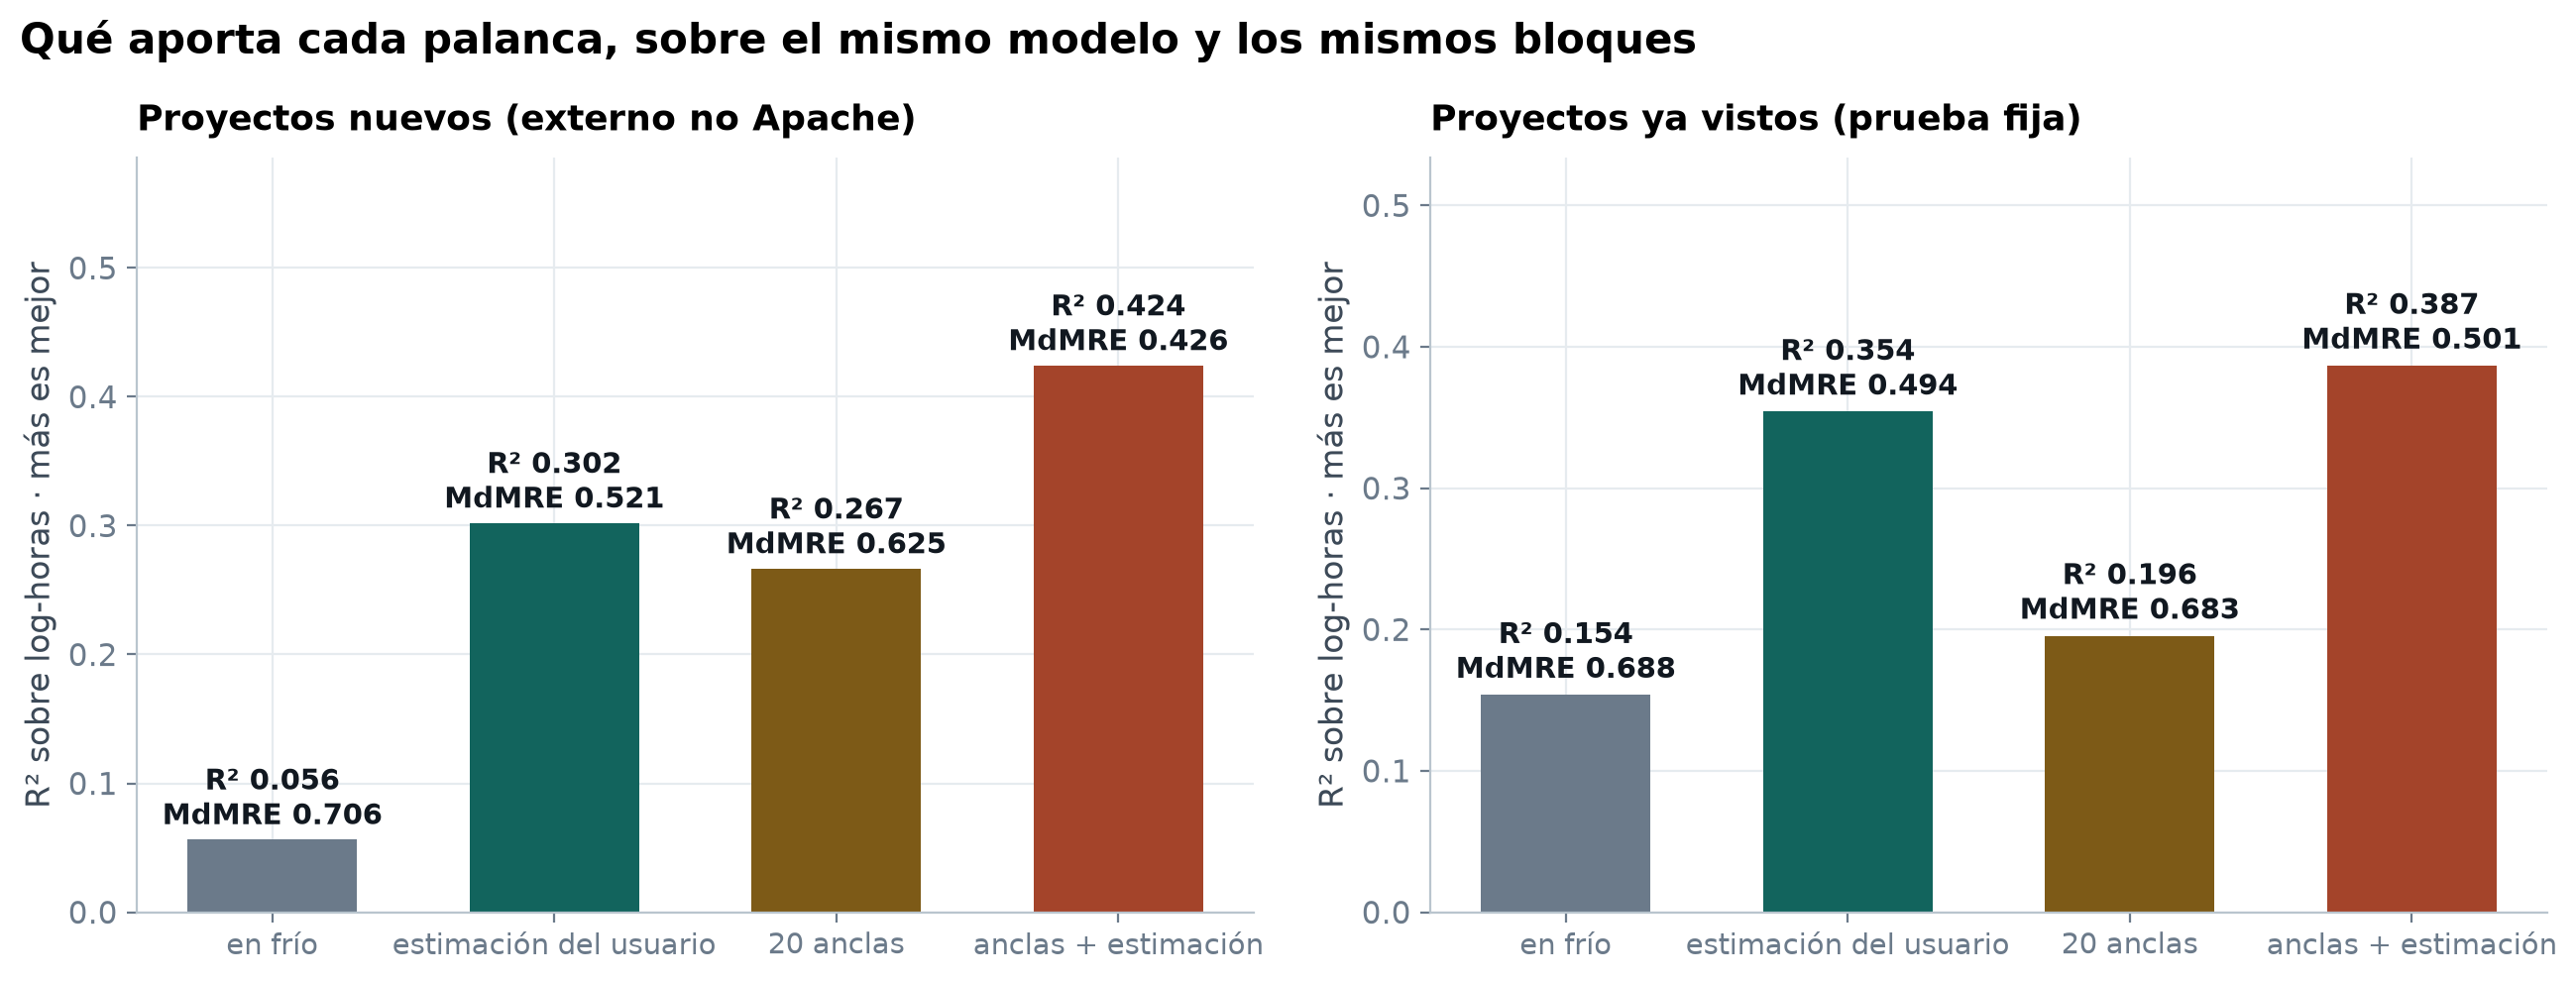 Qué aporta cada palanca, sobre el mismo modelo y los mismos bloques
Proyectos nuevos (externo no Apache)
R² sobre log-horas · más es mejor
0.5
0.4
0.3
0.2
0.1
0.0
R² 0.056
MdMRE 0.706
R² 0.302
MdMRE 0.521
R² 0.267
MdMRE 0.625
R² 0.424
MdMRE 0.426
en frío
estimación del usuario
20 anclas
anclas + estimación
Proyectos ya vistos (prueba fija)
R² sobre log-horas · más es mejor
0.5
0.4
0.3
0.2
0.1
0.0
R² 0.154
MdMRE 0.688
R² 0.354
MdMRE 0.494
R² 0.196
MdMRE 0.683
R² 0.387
MdMRE 0.501
en frío
estimación del usuario
20 anclas
anclas + estimación